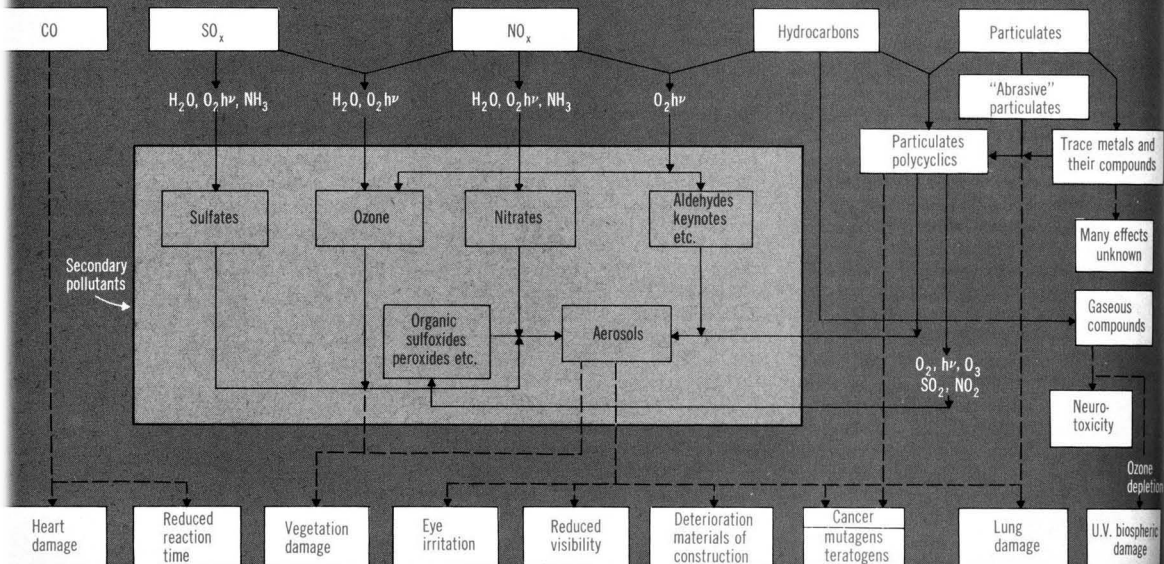 CO
SOₓ
NOₓ
Hydrocarbons
Particulates
H₂O, O₂hν, NH₃
H₂O, O₂hν
H₂O, O₂hν, NH₃
O₂hν
"Abrasive"
particulates
Particulates
polycyclics
Trace metals and
their compounds
Sulfates
Ozone
Nitrates
Aldehydes
keynotes
etc.
Many effects
unknown
Secondary
pollutants
Organic
sulfoxides
peroxides etc.
Aerosols
Gaseous
compounds
O₂, hν, O₃
SO₂, NO₂
Neuro-
toxicity
Ozone
depletion
Heart
damage
Reduced
reaction
time
Vegetation
damage
Eye
irritation
Reduced
visibility
Deterioration
materials of
construction
Cancer
mutagens
teratogens
Lung
damage
U.V. biospheric
damage